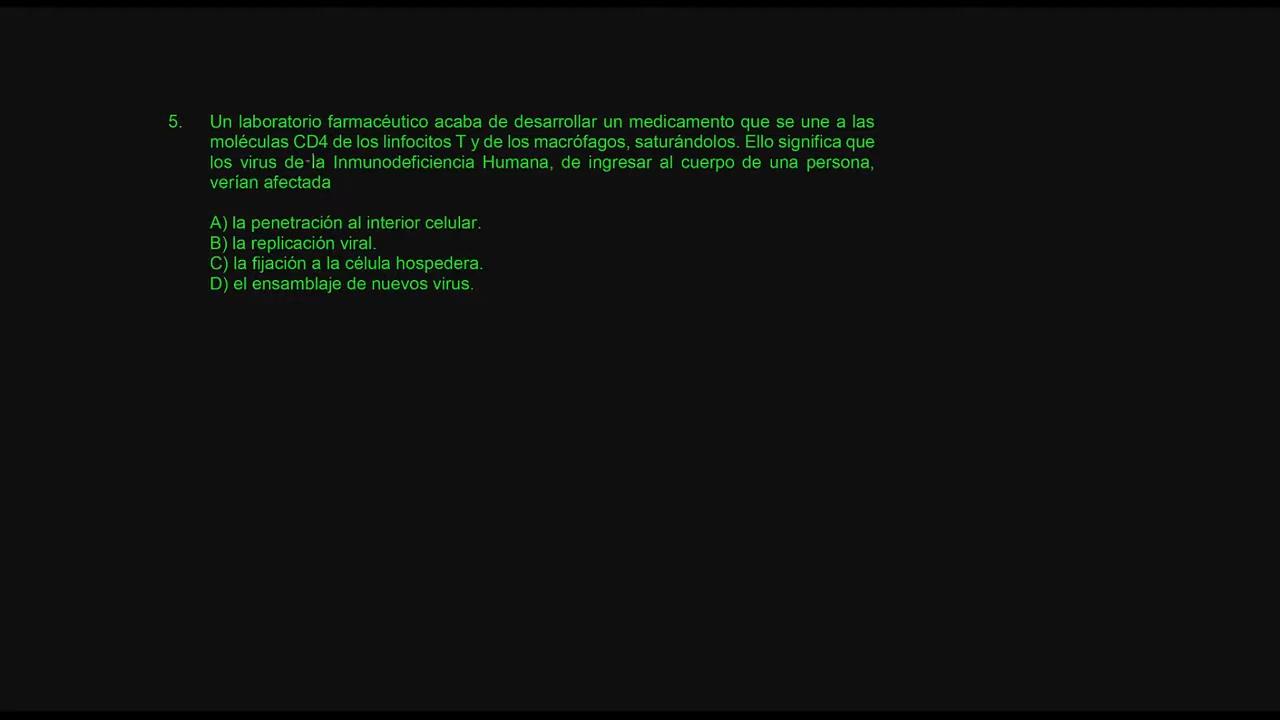 5. Un laboratorio farmacéutico acaba de desarrollar un medicamento que se une a las
moléculas CD4 de los linfocitos T y de los macrófagos, saturándolos. Ello significa que
los virus de la Inmunodeficiencia Humana, de ingresar al cuerpo de una persona,
verían afectada
A) la penetración al interior celular.
B) la replicación viral.
C) la fijación a la célula hospedera.
D) el ensamblaje de nuevos virus.